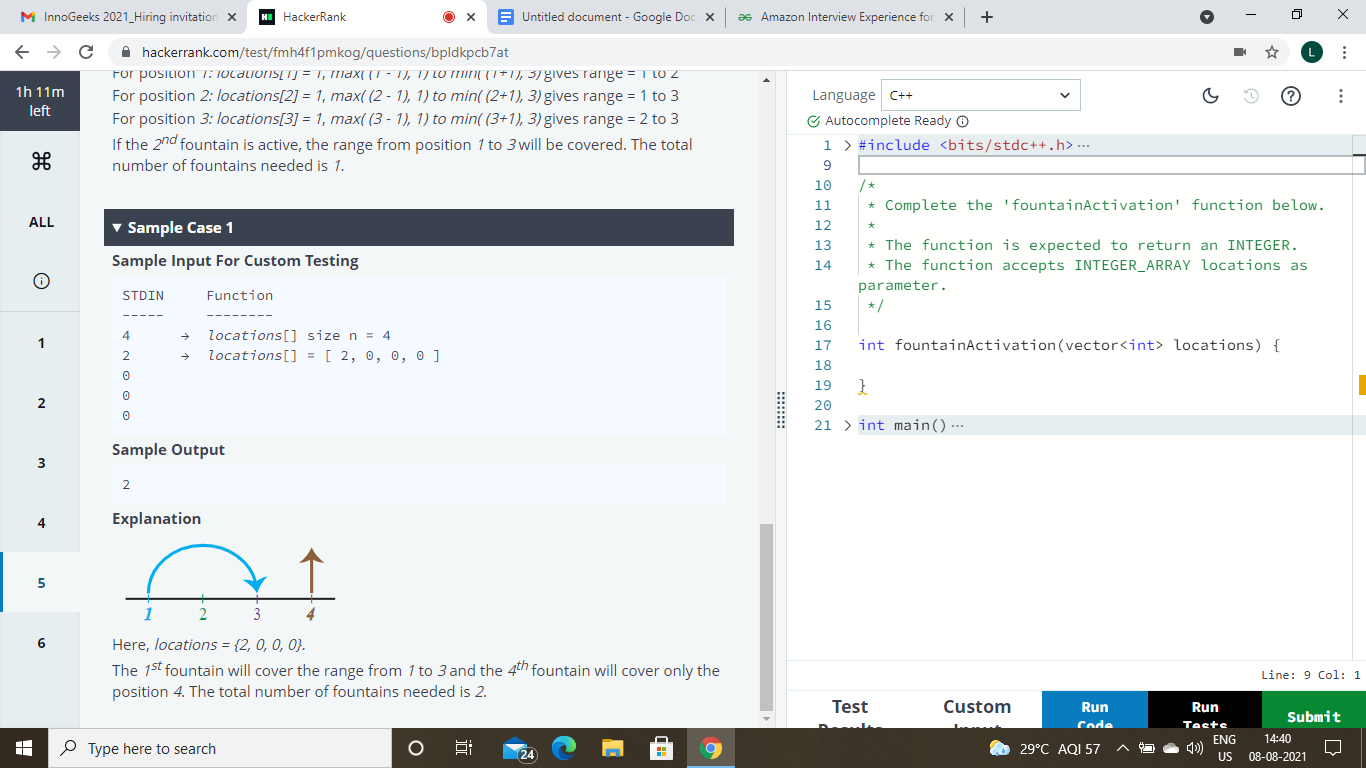 InnoGeeks 2021_Hiring invitation
HackerRank
Untitled document - Google Doc
Amazon Interview Experience for
hackerrank.com/test/fmh4f1pmkog/questions/bpldkpcb7at
L
1h 11m
left
ALL
1
2
3
4
5
6
For position 1: locations[1] = 1, max( (1 - 1), 1) to min( (1+1), 3) gives range = 1 to 2
For position 2: locations[2] = 1, max( (2 - 1), 1) to min( (2+1), 3) gives range = 1 to 3
For position 3: locations[3] = 1, max( (3 - 1), 1) to min( (3+1), 3) gives range = 2 to 3
If the 2nd fountain is active, the range from position 1 to 3 will be covered. The total
number of fountains needed is 1.
▼ Sample Case 1
Sample Input For Custom Testing
STDIN Function
----- --------
4 → locations[] size n = 4
2 → locations[] = [ 2, 0, 0, 0 ]
0
0
0
Sample Output
2
Explanation
1 2 3 4
Here, locations = {2, 0, 0, 0}.
The 1st fountain will cover the range from 1 to 3 and the 4th fountain will cover only the
position 4. The total number of fountains needed is 2.
Language C++
Autocomplete Ready
1 > #include <bits/stdc++.h> ···
9
10 /*
11 * Complete the 'fountainActivation' function below.
12 *
13 * The function is expected to return an INTEGER.
14 * The function accepts INTEGER_ARRAY locations as
parameter.
15 */
16
17 int fountainActivation(vector<int> locations) {
18
19 }
20
21 > int main() ···
Line: 9 Col: 1
Test
Results
Custom
Input
Run
Code
Run
Tests
Submit
Type here to search
24
29°C AQI 57
ENG
US
14:40
08-08-2021